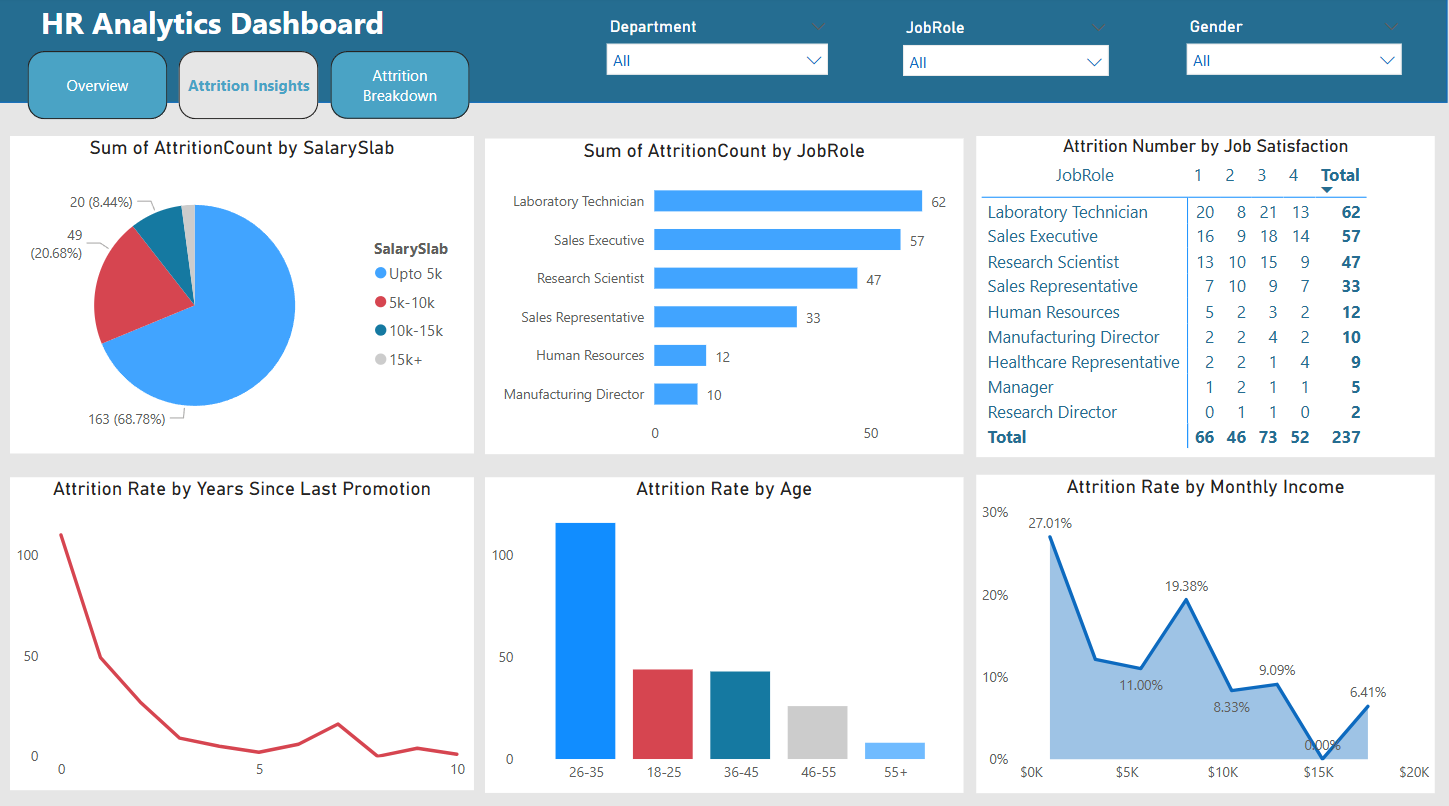 HR Analytics Dashboard
Overview
Attrition Insights
Attrition
Breakdown
Department
All
JobRole
All
Gender
All
Sum of AttritionCount by SalarySlab
20 (8.44%)
49
(20.68%)
163 (68.78%)
SalarySlab
Upto 5k
5k-10k
10k-15k
15k+
Sum of AttritionCount by JobRole
Laboratory Technician 62
Sales Executive 57
Research Scientist 47
Sales Representative 33
Human Resources 12
Manufacturing Director 10
0 50
Attrition Number by Job Satisfaction
JobRole 1 2 3 4 Total
Laboratory Technician 20 8 21 13 62
Sales Executive 16 9 18 14 57
Research Scientist 13 10 15 9 47
Sales Representative 7 10 9 7 33
Human Resources 5 2 3 2 12
Manufacturing Director 2 2 4 2 10
Healthcare Representative 2 2 1 4 9
Manager 1 2 1 1 5
Research Director 0 1 1 0 2
Total 66 46 73 52 237
Attrition Rate by Years Since Last Promotion
100
50
0
0 5 10
Attrition Rate by Age
100
50
0
26-35 18-25 36-45 46-55 55+
Attrition Rate by Monthly Income
30%
27.01%
20%
19.38%
10%
11.00%
8.33%
9.09%
0.00%
6.41%
0%
$0K $5K $10K $15K $20K